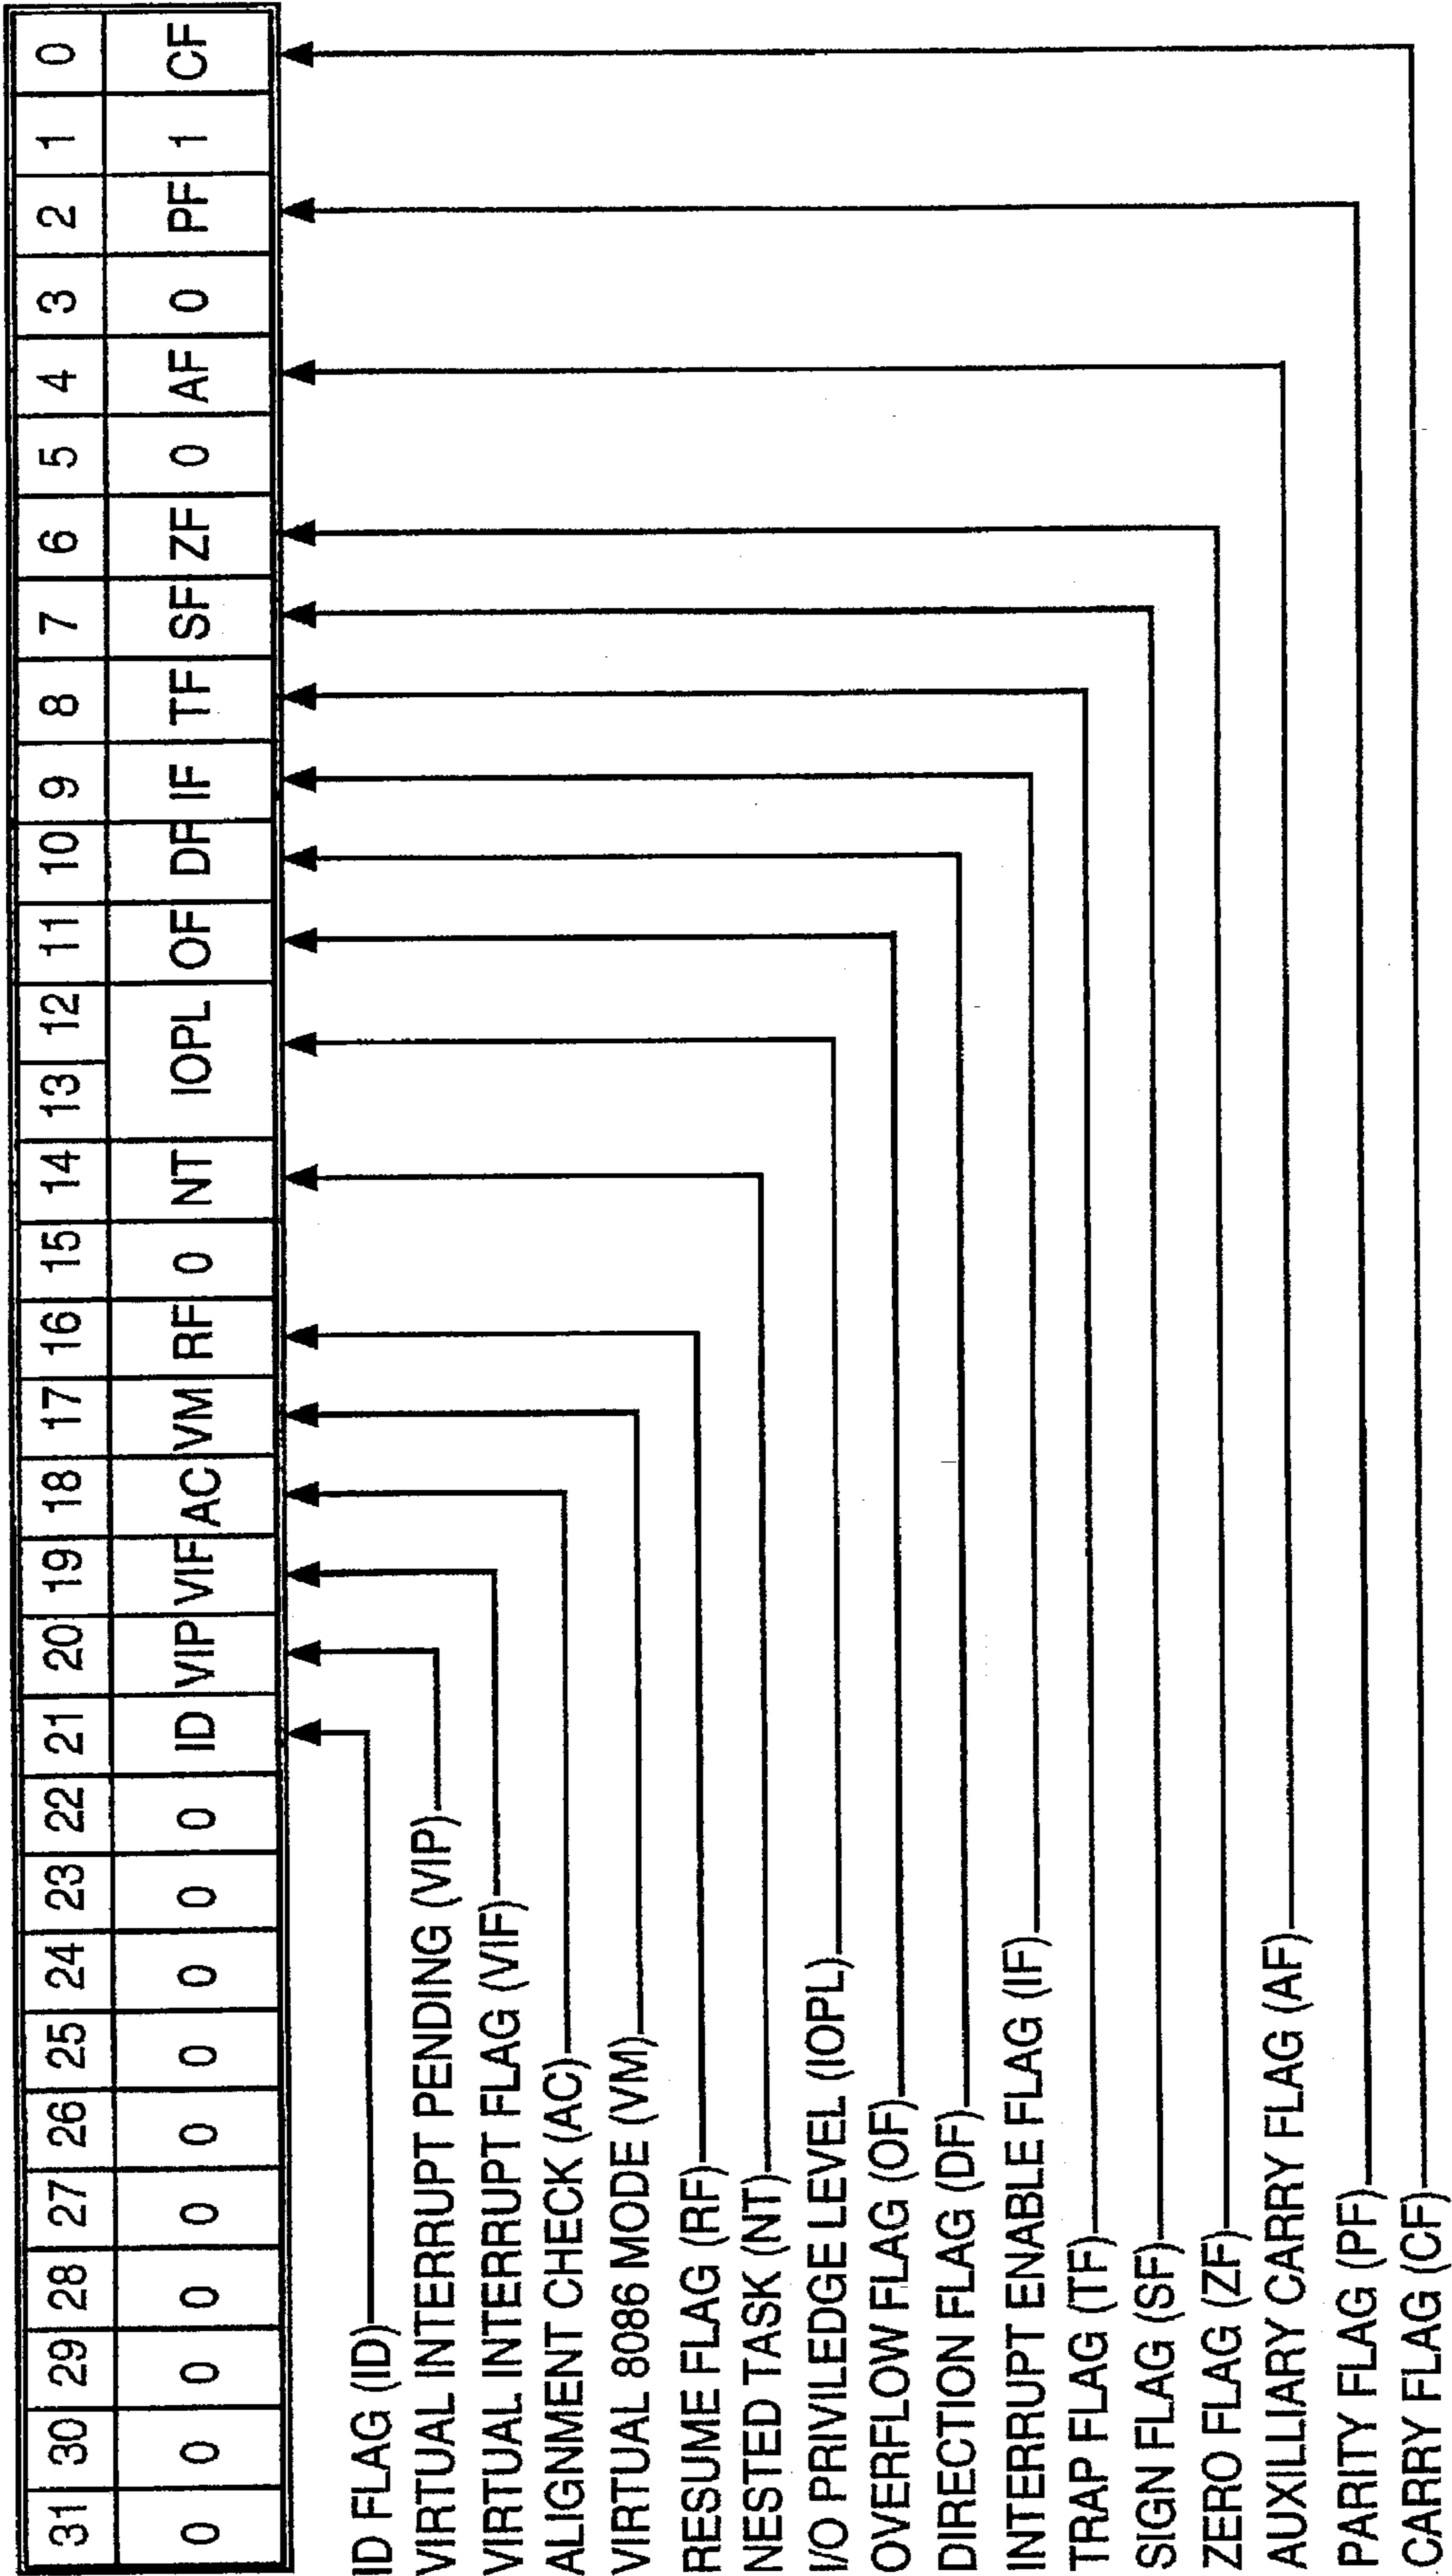 31 30 29 28 27 26 25 24 23 22 21 20 19 18 17 16 15 14 13 12 11 10 9 8 7 6 5 4 3 2 1 0
0 0 0 0 0 0 0 0 0 0 ID VIP VIF AC VM RF 0 NT IOPL OF DF IF TF SF ZF 0 AF 0 PF 1 CF
ID FLAG (ID)
VIRTUAL INTERRUPT PENDING (VIP)
VIRTUAL INTERRUPT FLAG (VIF)
ALIGNMENT CHECK (AC)
VIRTUAL 8086 MODE (VM)
RESUME FLAG (RF)
NESTED TASK (NT)
I/O PRIVILEDGE LEVEL (IOPL)
OVERFLOW FLAG (OF)
DIRECTION FLAG (DF)
INTERRUPT ENABLE FLAG (IF)
TRAP FLAG (TF)
SIGN FLAG (SF)
ZERO FLAG (ZF)
AUXILLIARY CARRY FLAG (AF)
PARITY FLAG (PF)
CARRY FLAG (CF)